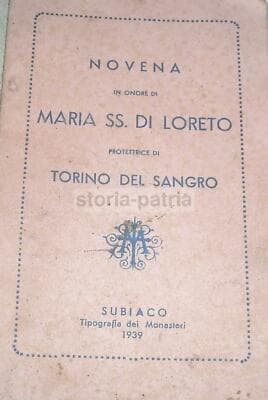 NOVENA
IN ONORE DI
MARIA SS. DI LORETO
PROTETTRICE DI
TORINO DEL SANGRO
storia-patria
SUBIACO
Tipografia dei Monasteri
1939